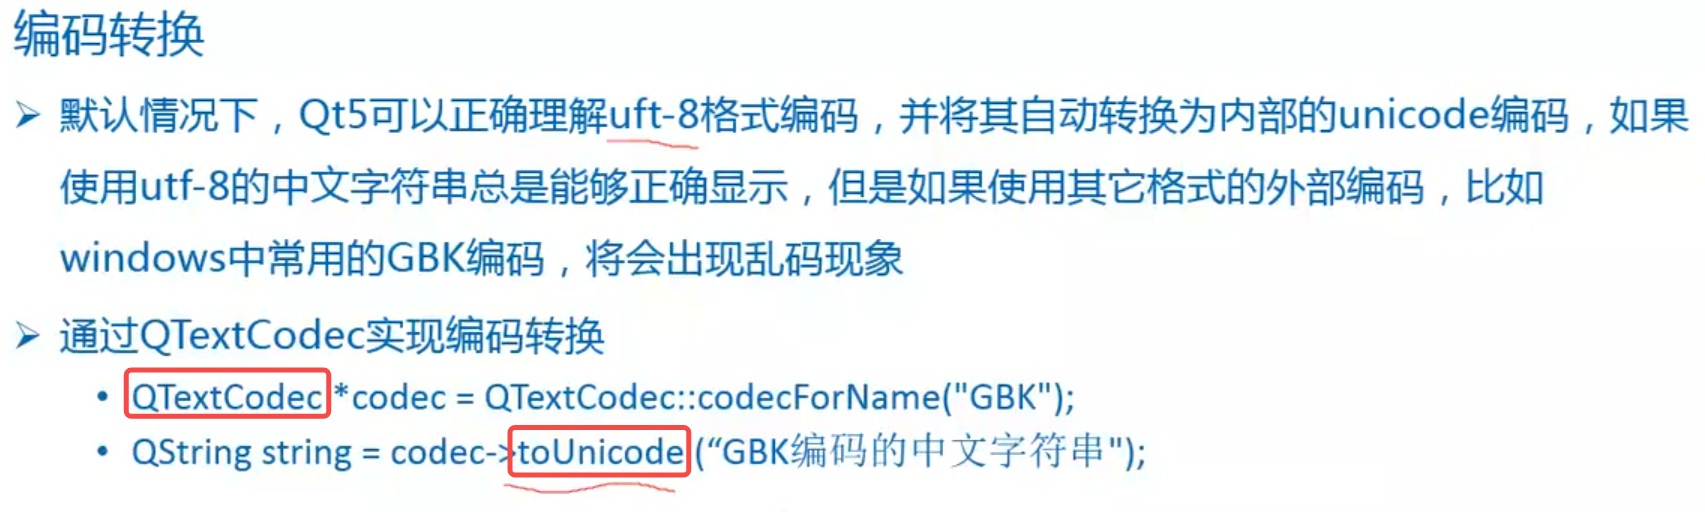 编码转换
➢ 默认情况下，Qt5可以正确理解uft-8格式编码，并将其自动转换为内部的unicode编码，如果
使用utf-8的中文字符串总是能够正确显示，但是如果使用其它格式的外部编码，比如
windows中常用的GBK编码，将会出现乱码现象
➢ 通过QTextCodec实现编码转换
• QTextCodec *codec = QTextCodec::codecForName("GBK");
• QString string = codec->toUnicode (“GBK编码的中文字符串");